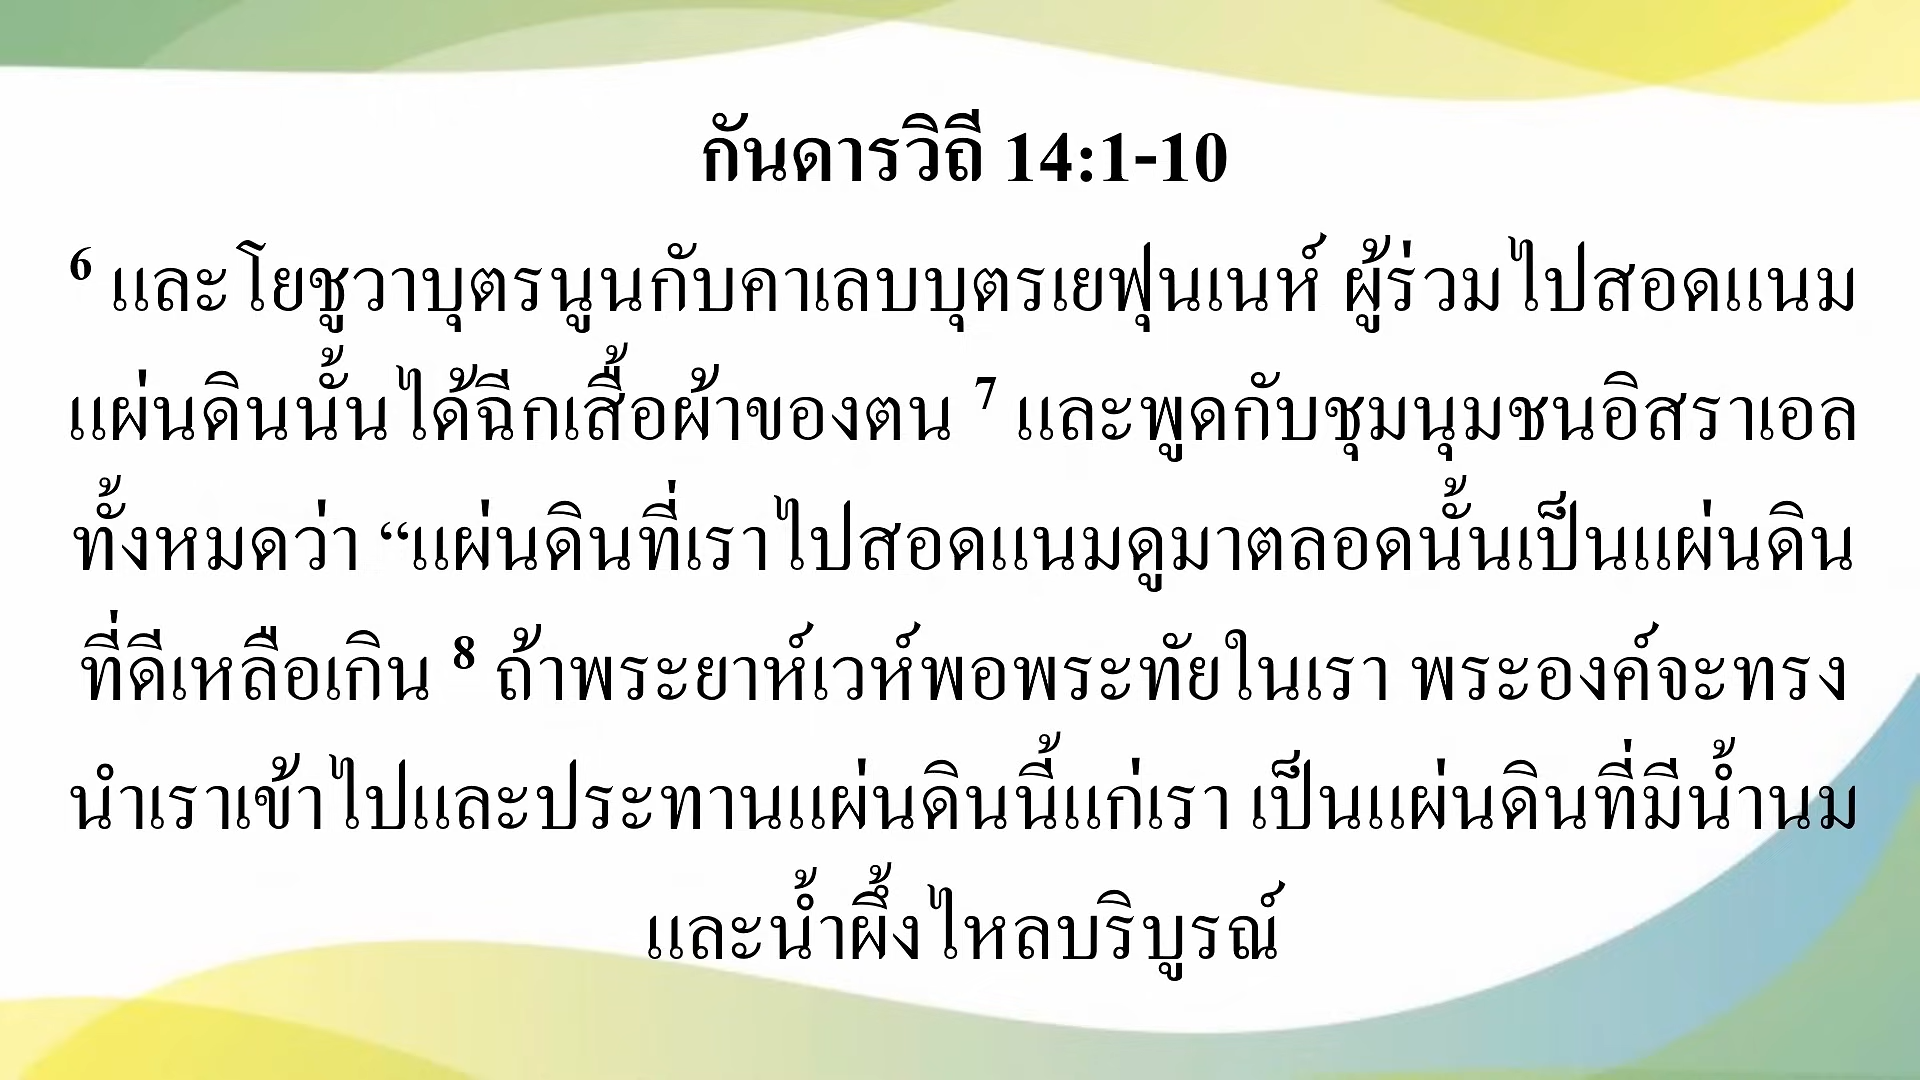 กันดารวิถี 14:1-10
6 และโยชูวาบุตรนูนกับคาเลบบุตรเยฟุนเนห์ ผู้ร่วมไปสอดแนม
แผ่นดินนั้นได้ฉีกเสื้อผ้าของตน 7 และพูดกับชุมนุมชนอิสราเอล
ทั้งหมดว่า “แผ่นดินที่เราไปสอดแนมดูมาตลอดนั้นเป็นแผ่นดิน
ที่ดีเหลือเกิน 8 ถ้าพระยาห์เวห์พอพระทัยในเรา พระองค์จะทรง
นำเราเข้าไปและประทานแผ่นดินนี้แก่เรา เป็นแผ่นดินที่มีน้ำนม
และน้ำผึ้งไหลบริบูรณ์